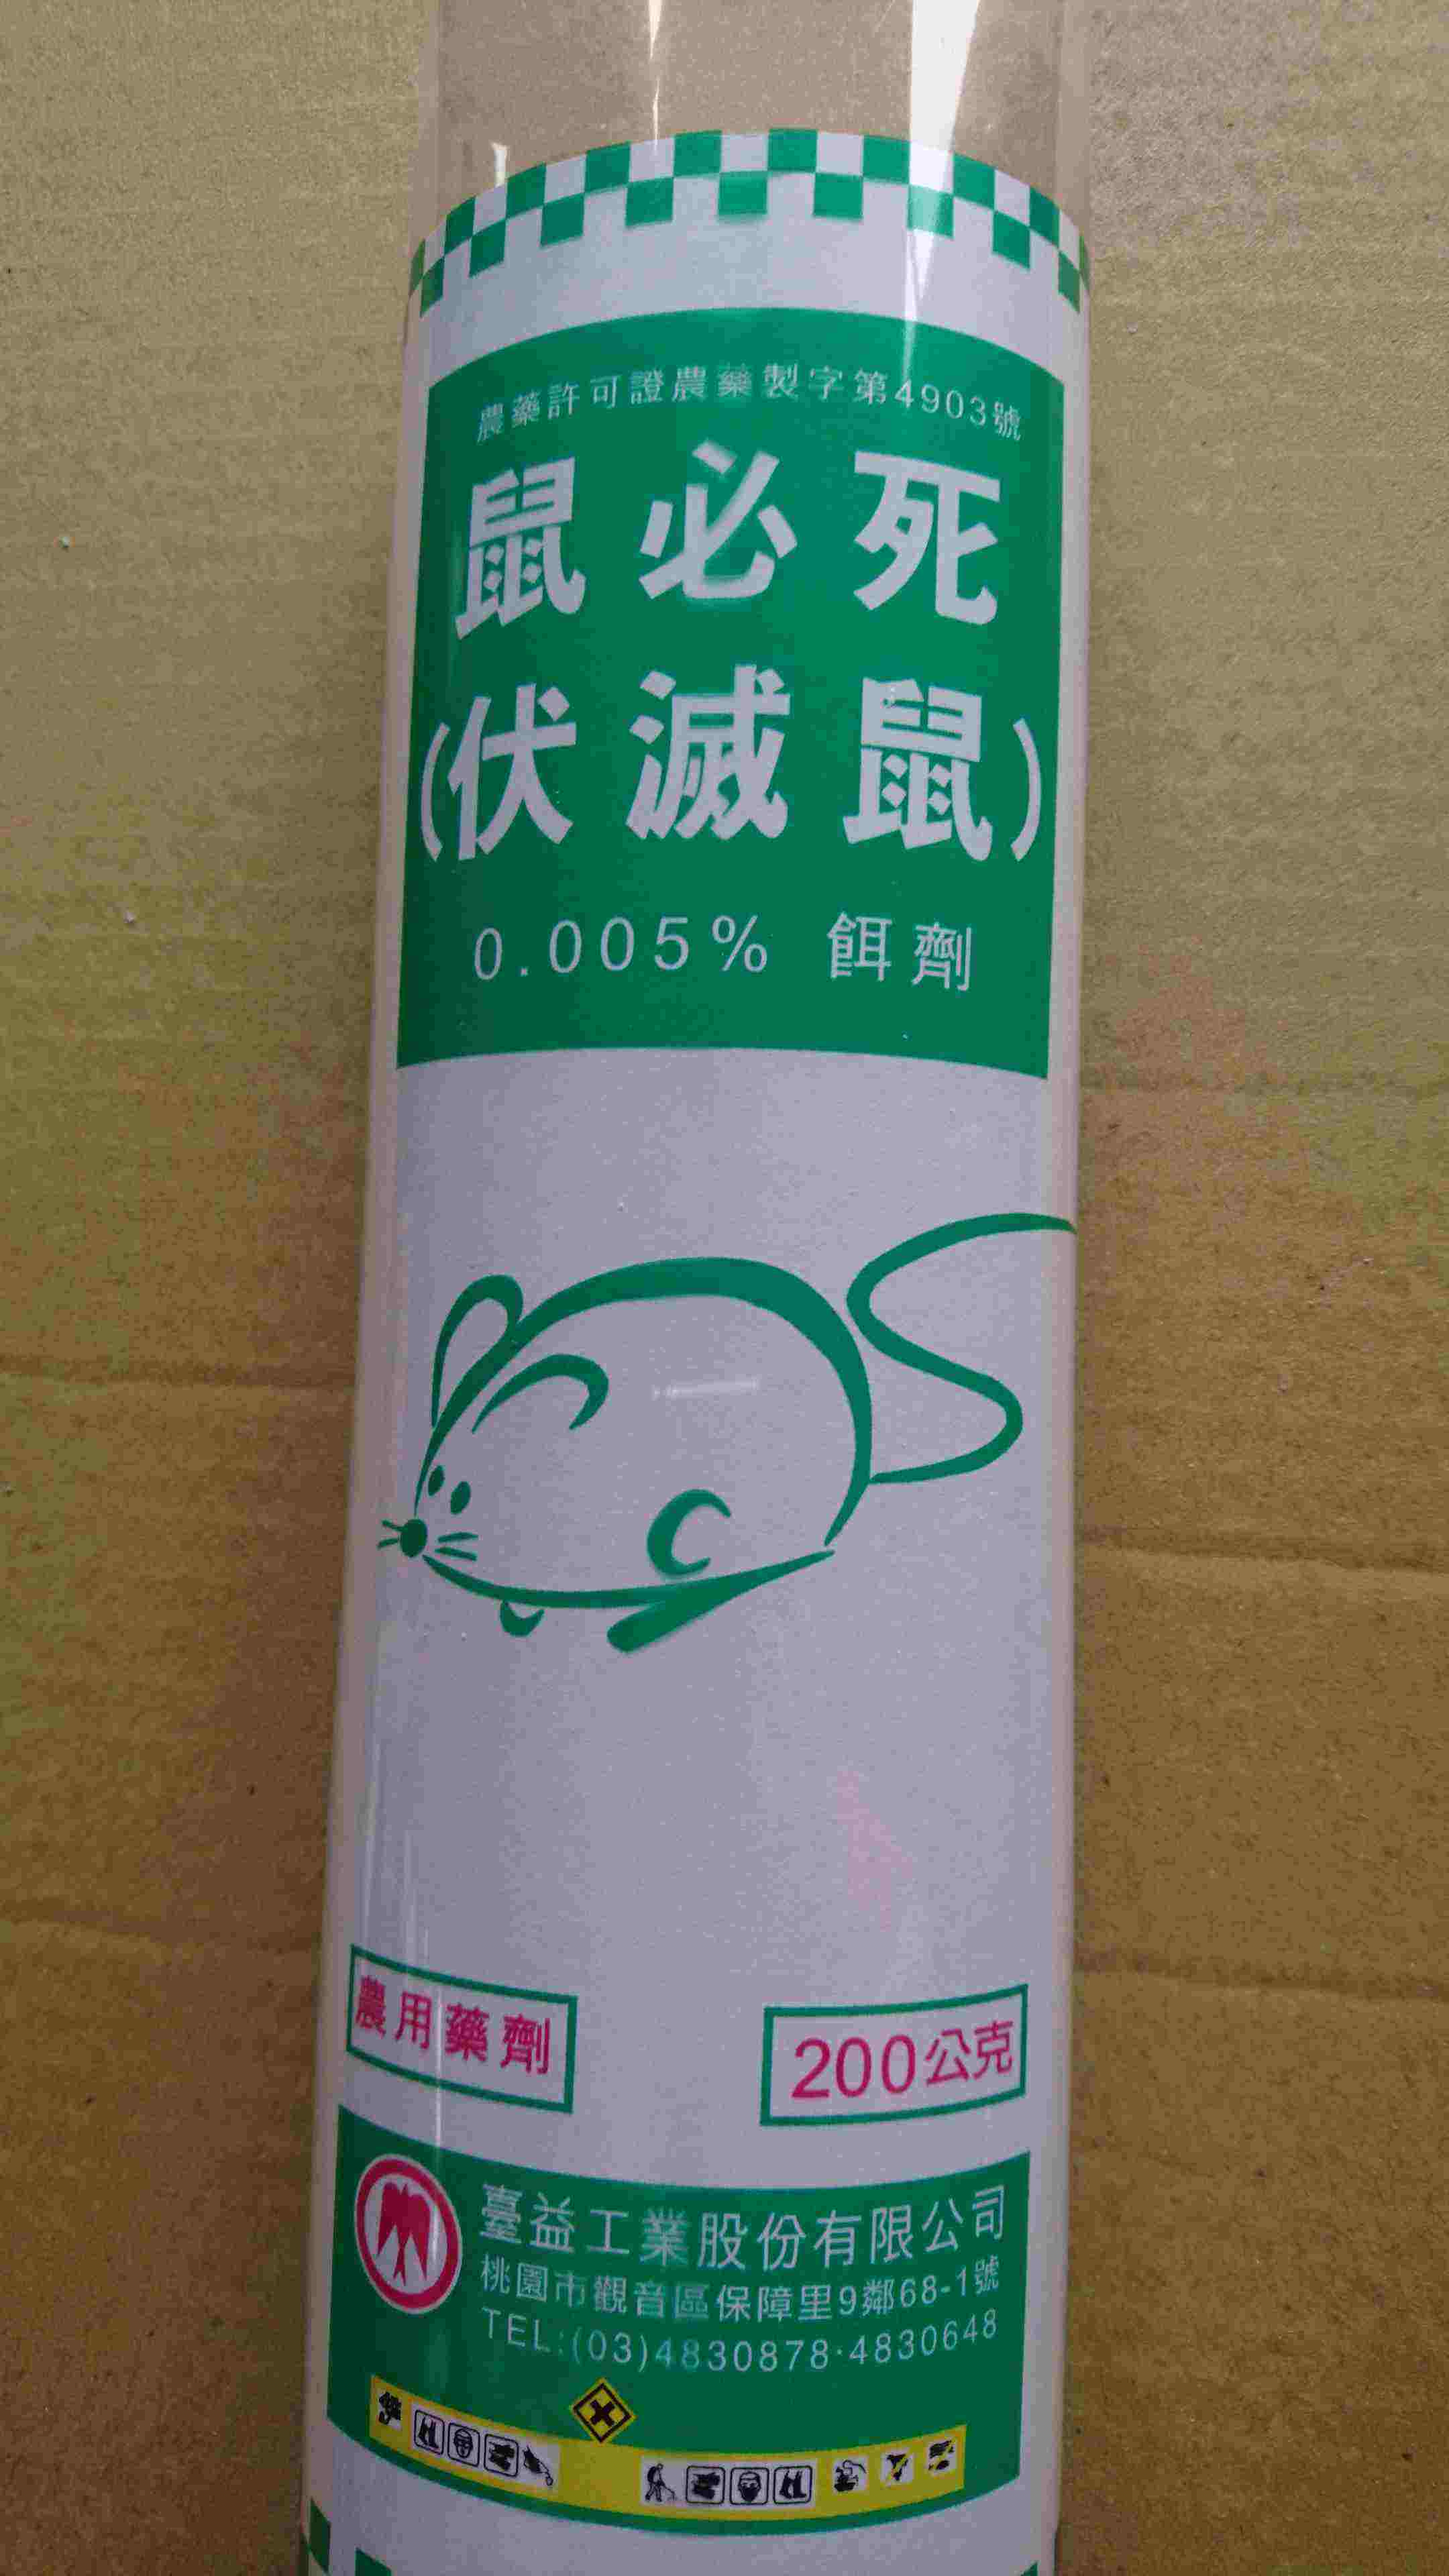 農藥許可證農藥製字第4903號
鼠必死
(伏滅鼠)
0.005% 餌劑
農用藥劑
200公克
臺益工業股份有限公司
桃園市觀音區保障里9鄰68-1號
TEL:(03)4830878·4830648